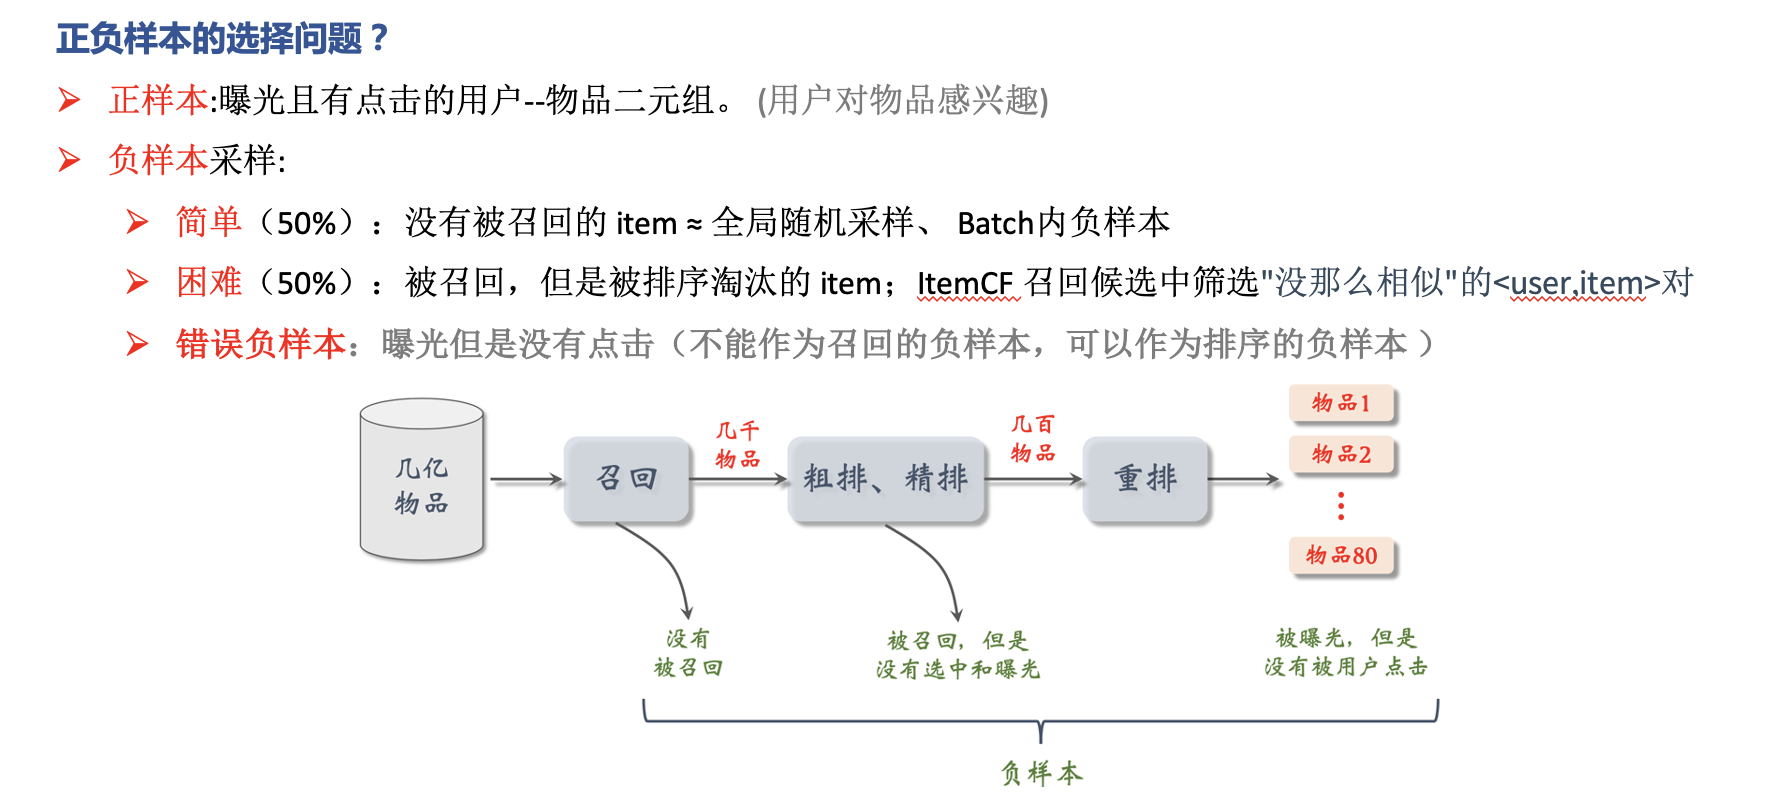 正负样本的选择问题？
正样本:曝光且有点击的用户--物品二元组。 (用户对物品感兴趣)
负样本采样:
简单（50%）：没有被召回的 item ≈ 全局随机采样、 Batch内负样本
困难（50%）：被召回，但是被排序淘汰的 item；ItemCF 召回候选中筛选"没那么相似"的<user,item>对
错误负样本：曝光但是没有点击（不能作为召回的负样本，可以作为排序的负样本 ）
几亿
物品
召回
几千
物品
粗排、精排
几百
物品
重排
物品1
物品2
物品80
没有
被召回
被召回，但是
没有选中和曝光
被曝光，但是
没有被用户点击
负样本